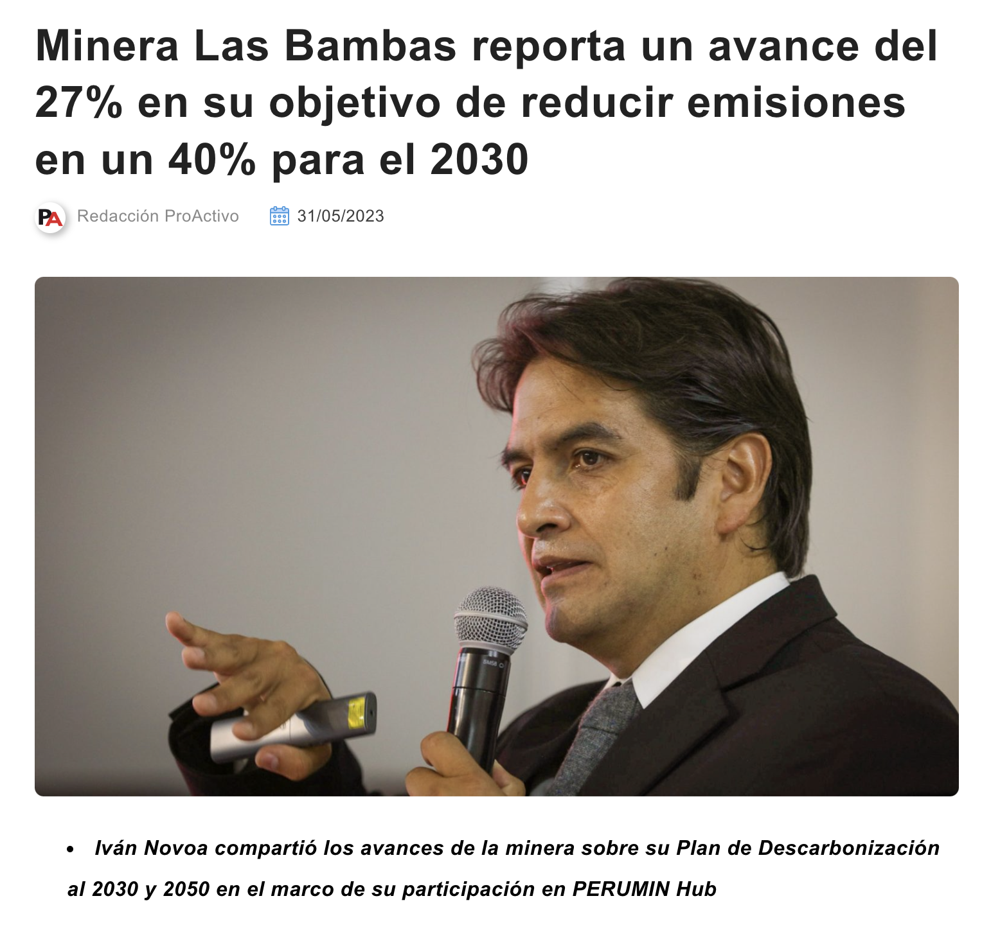 Minera Las Bambas reporta un avance del
27% en su objetivo de reducir emisiones
en un 40% para el 2030
PA Redacción ProActivo 31/05/2023
SM58
• Iván Novoa compartió los avances de la minera sobre su Plan de Descarbonización
al 2030 y 2050 en el marco de su participación en PERUMIN Hub